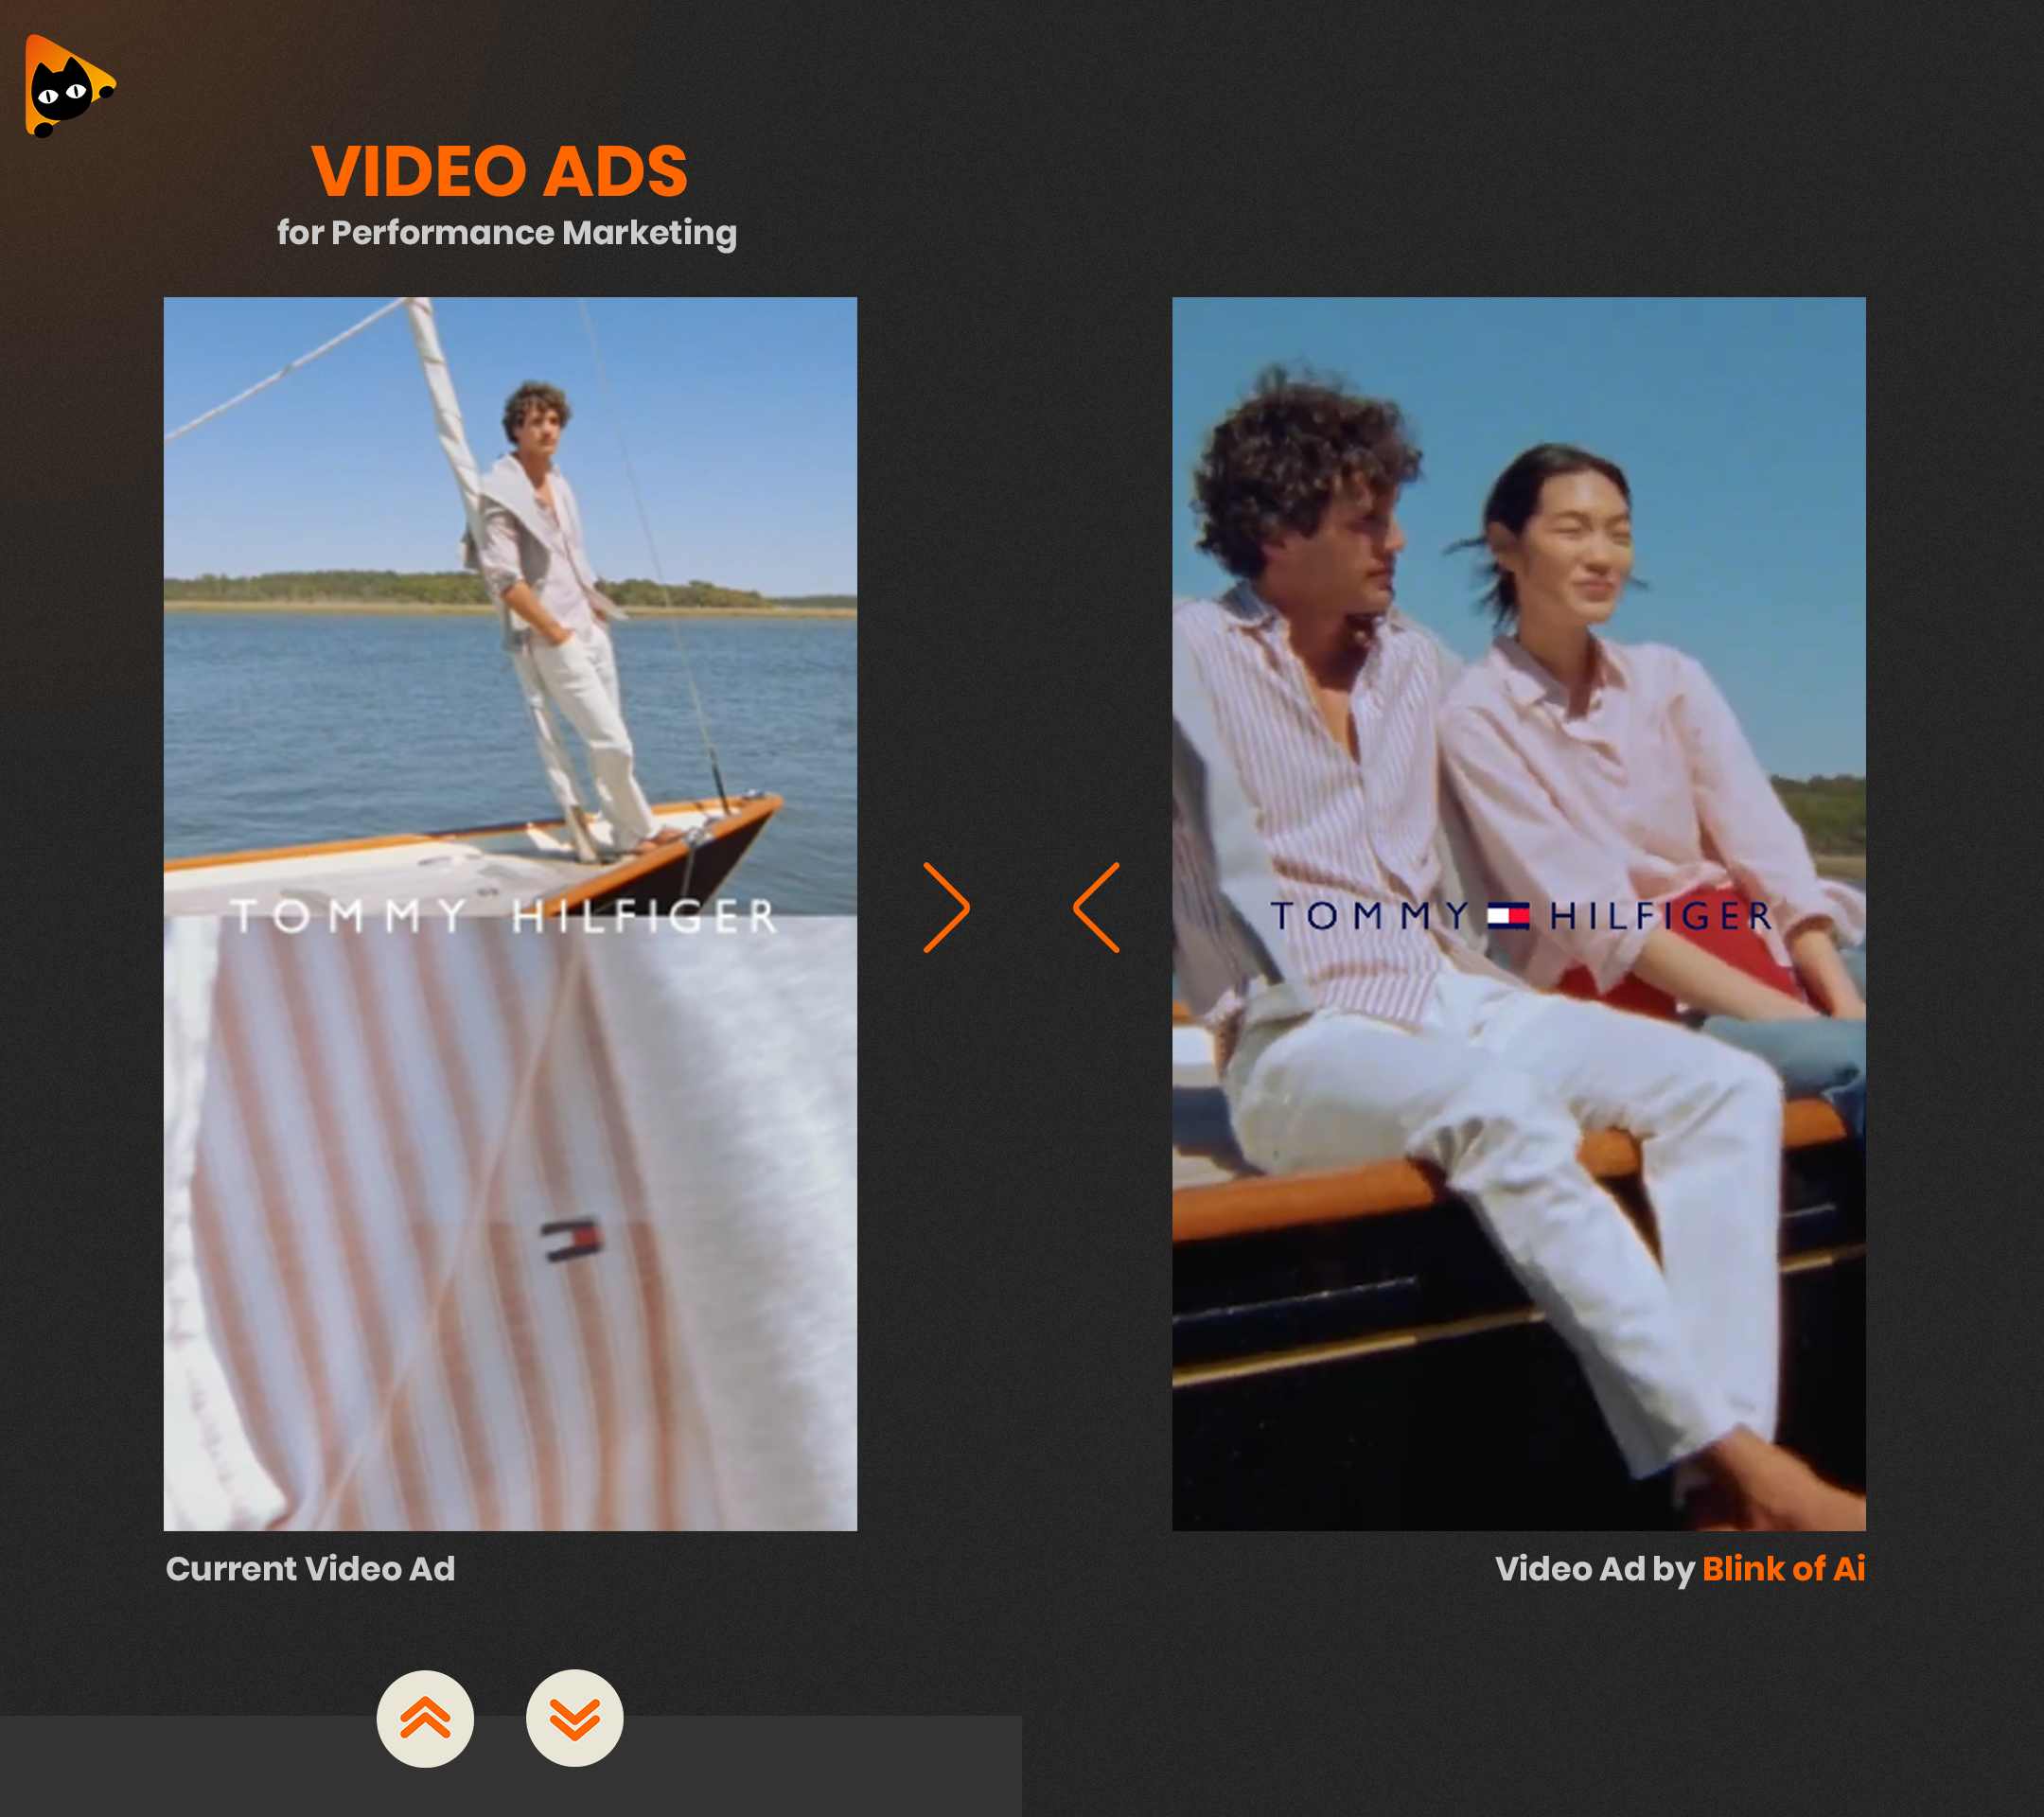 VIDEO ADS
for Performance Marketing
TOMMY HILFIGER
TOMMY HILFIGER
Current Video Ad
Video Ad by Blink of Ai